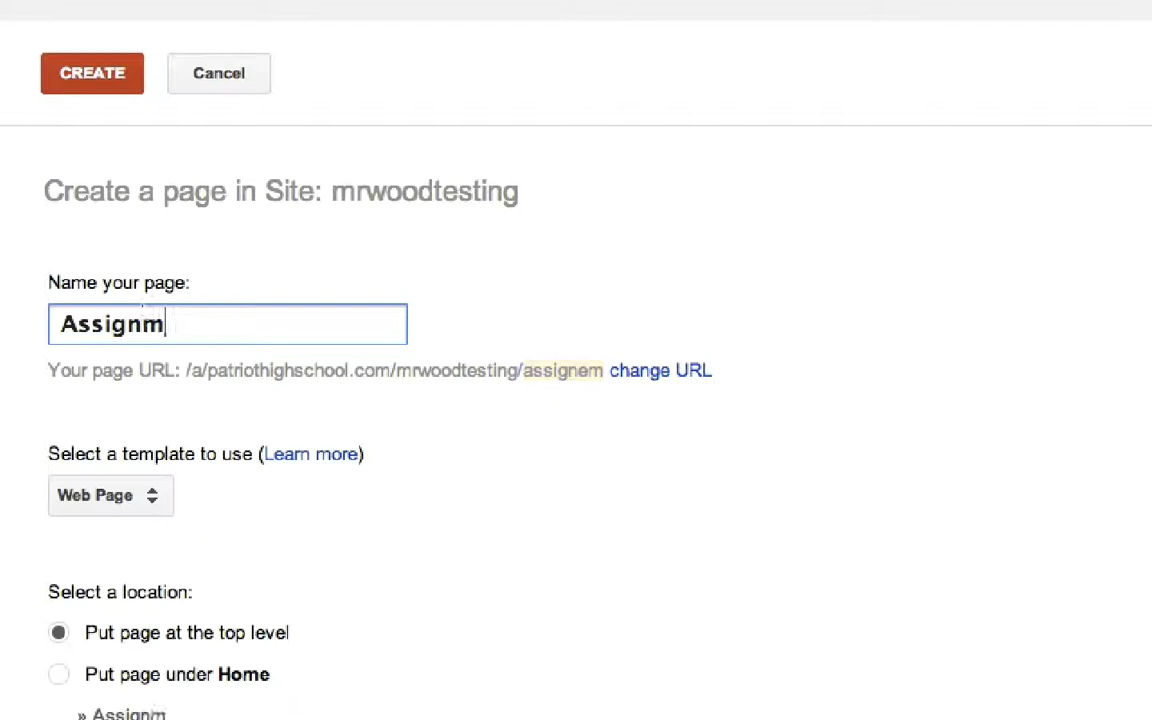 CREATE Cancel
Create a page in Site: mrwoodtesting
Name your page:
Assignm
Your page URL: /a/patriothighschool.com/mrwoodtesting/assignem change URL
Select a template to use (Learn more)
Web Page
Select a location:
Put page at the top level
Put page under Home
» Assignm